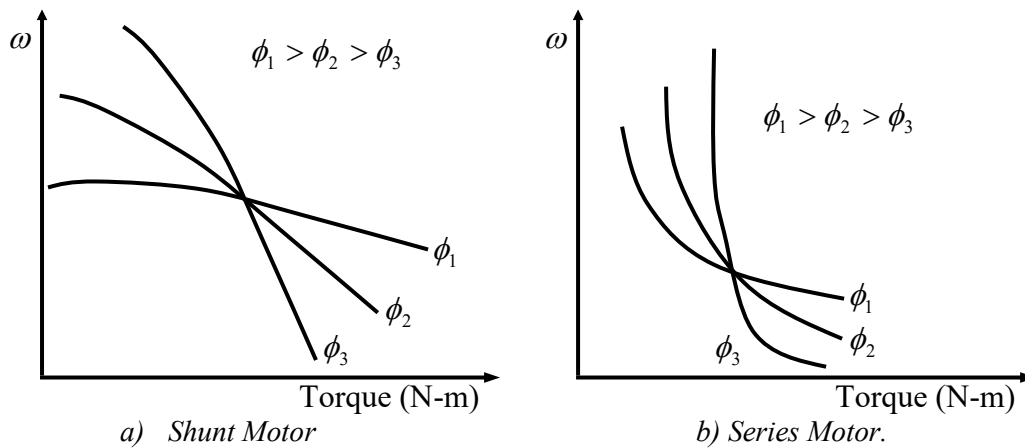 ω
ϕ₁ > ϕ₂ > ϕ₃
ϕ₁
ϕ₂
ϕ₃
Torque (N-m)
a) Shunt Motor
ω
ϕ₁ > ϕ₂ > ϕ₃
ϕ₁
ϕ₂
ϕ₃
Torque (N-m)
b) Series Motor.